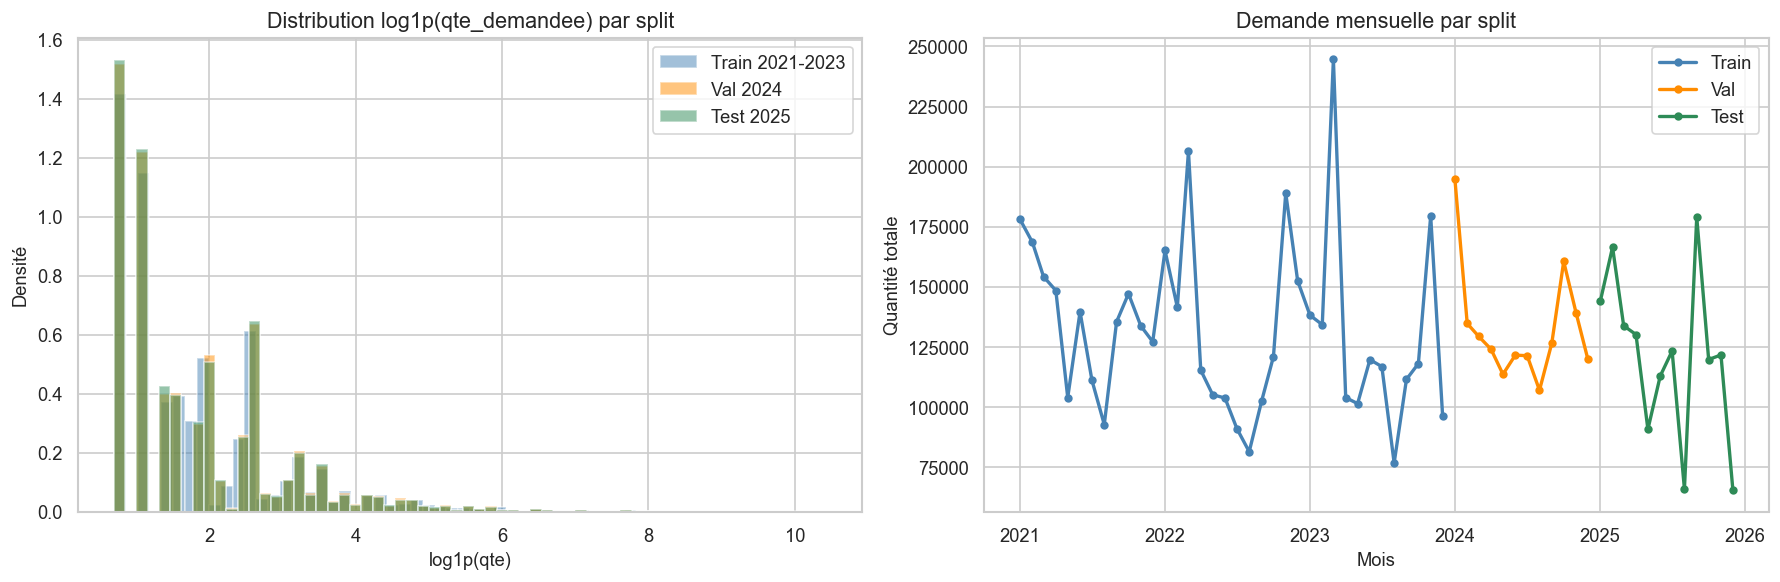 Distribution log1p(qte_demandee) par split
1.6
1.4
1.2
1.0
0.8
0.6
0.4
0.2
0.0
Densité
2
4
6
8
10
log1p(qte)
Train 2021-2023
Val 2024
Test 2025
Demande mensuelle par split
250000
225000
200000
175000
150000
125000
100000
75000
Quantité totale
2021
2022
2023
2024
2025
2026
Mois
Train
Val
Test